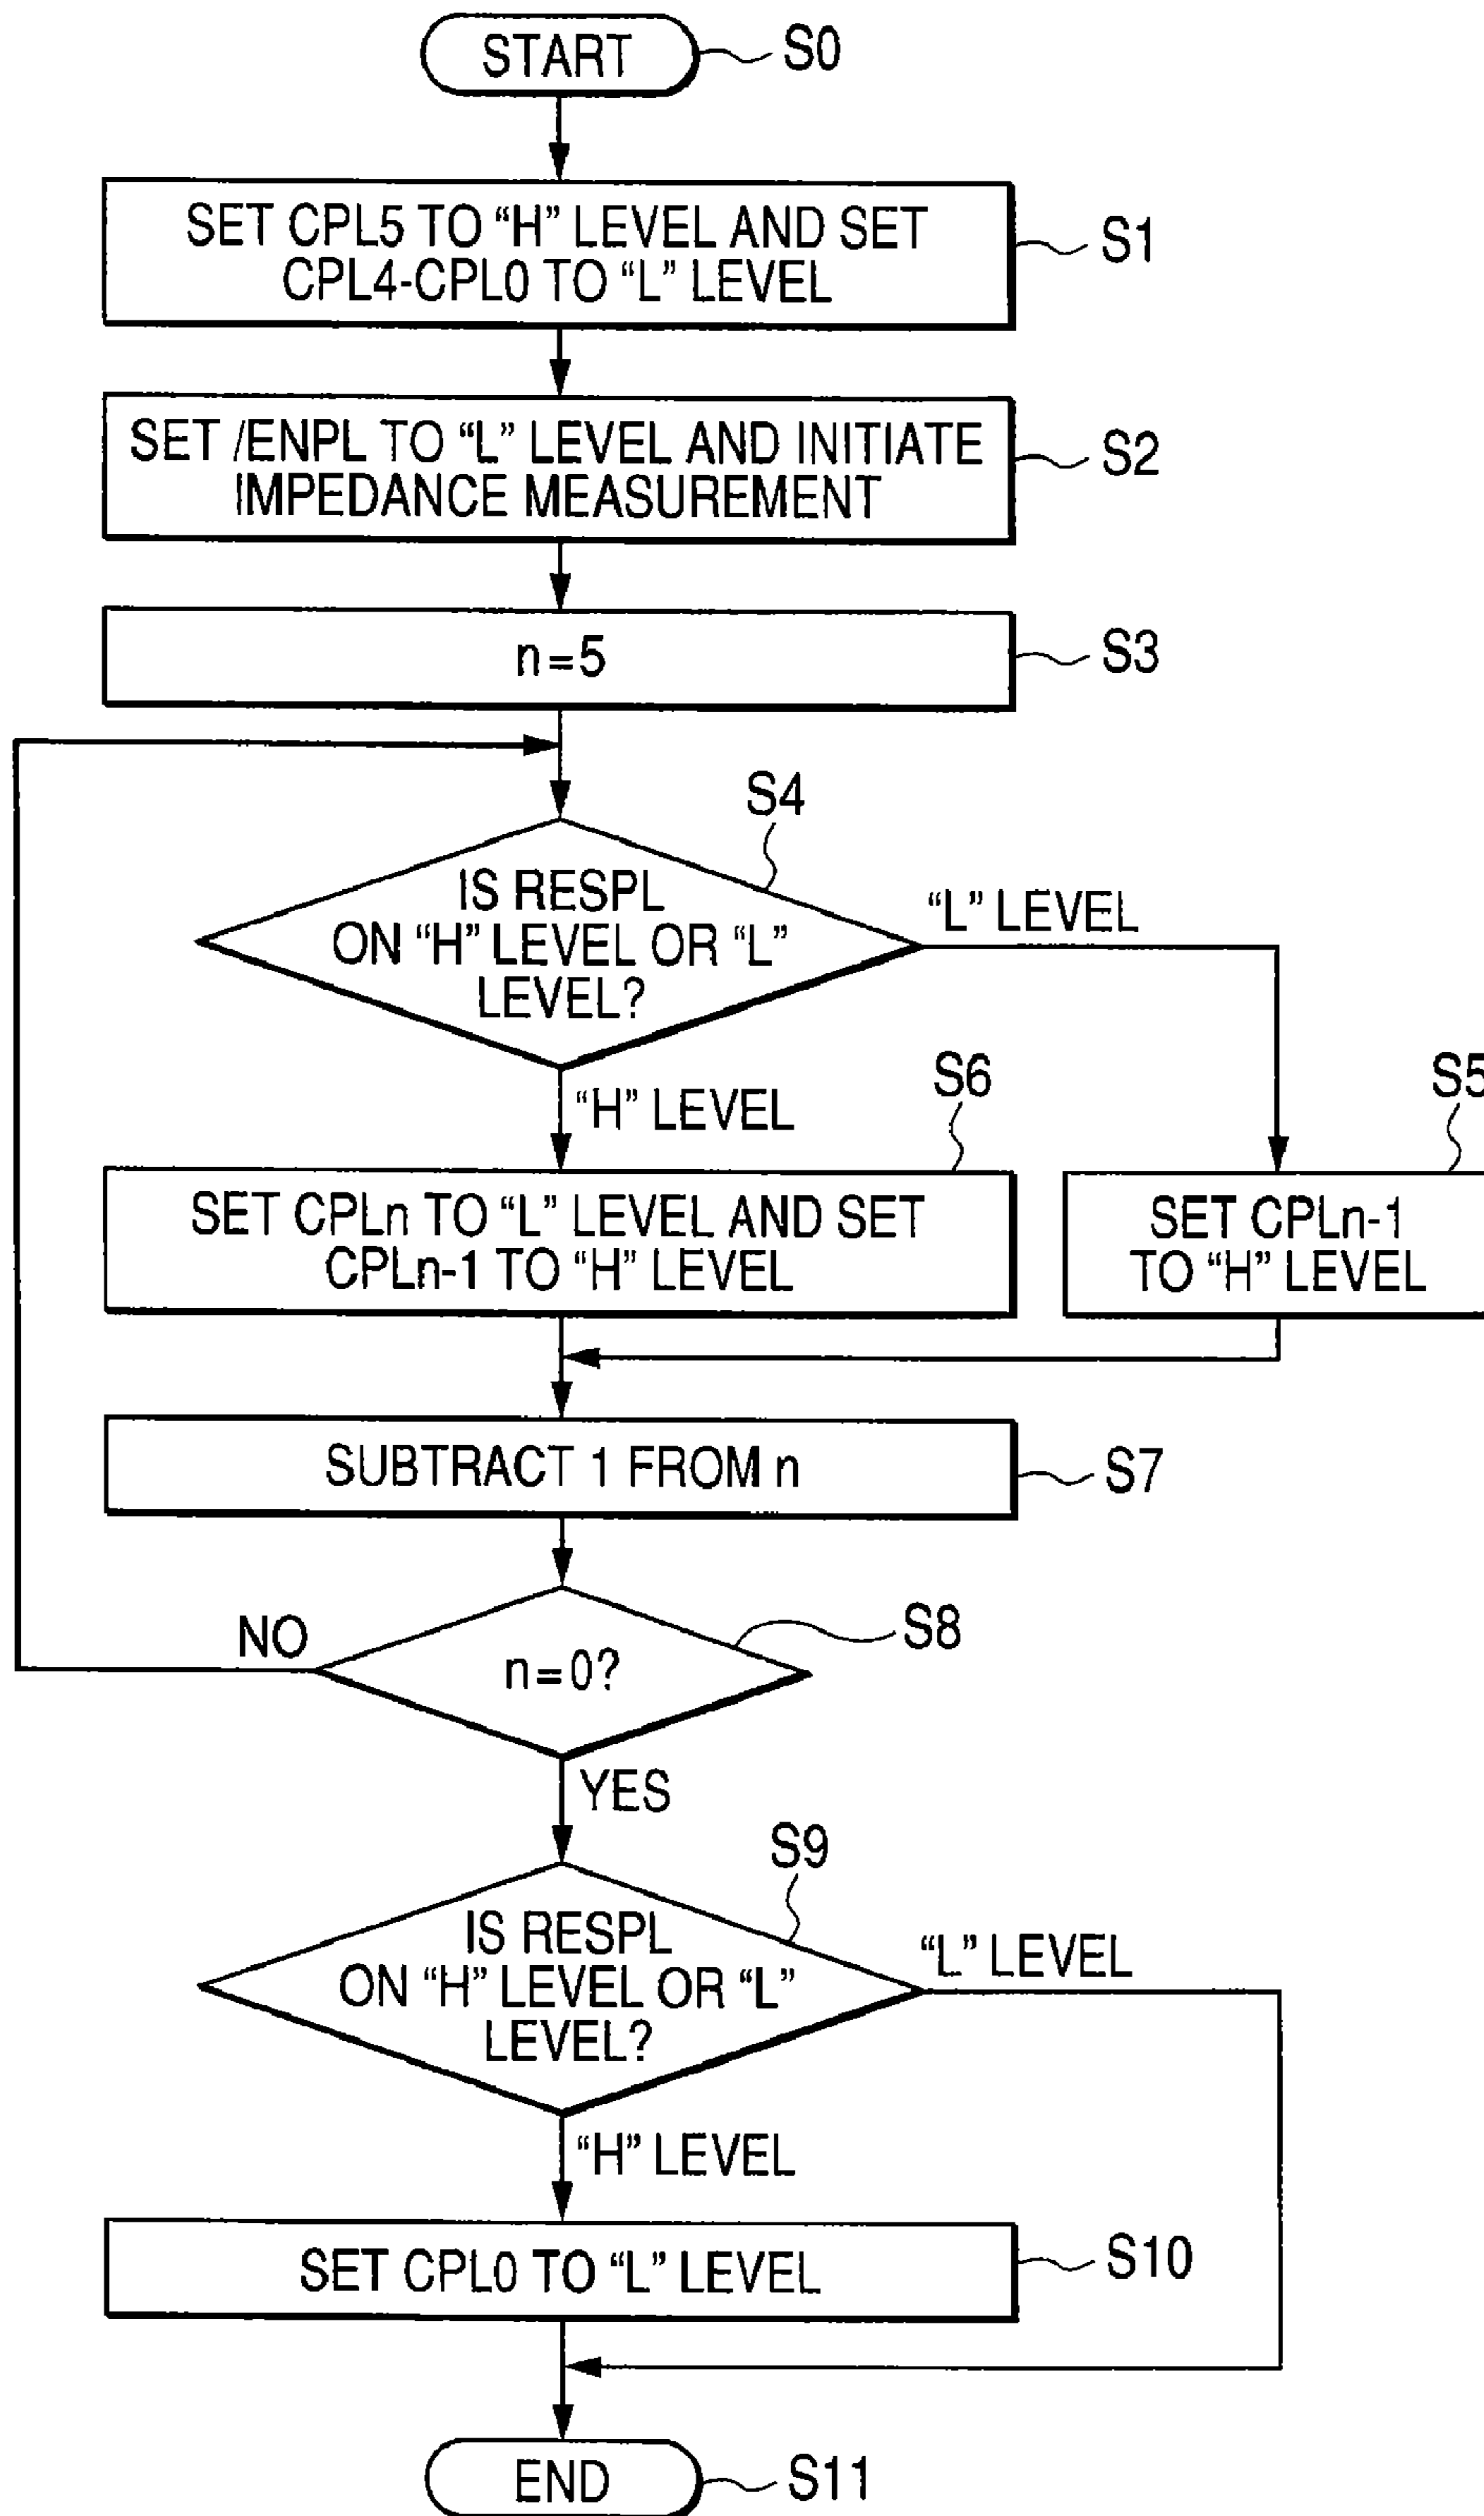 START
S0
SET CPL5 TO “H” LEVEL AND SET
CPL4-CPL0 TO “L” LEVEL
S1
SET /ENPL TO “L” LEVEL AND INITIATE
IMPEDANCE MEASUREMENT
S2
n=5
S3
S4
IS RESPL
ON “H” LEVEL OR “L”
LEVEL?
“L” LEVEL
“H” LEVEL
S6
S5
SET CPLn TO “L” LEVEL AND SET
CPLn-1 TO “H” LEVEL
SET CPLn-1
TO “H” LEVEL
SUBTRACT 1 FROM n
S7
NO
n=0?
S8
YES
S9
IS RESPL
ON “H” LEVEL OR “L”
LEVEL?
“L” LEVEL
“H” LEVEL
SET CPL0 TO “L” LEVEL
S10
END
S11